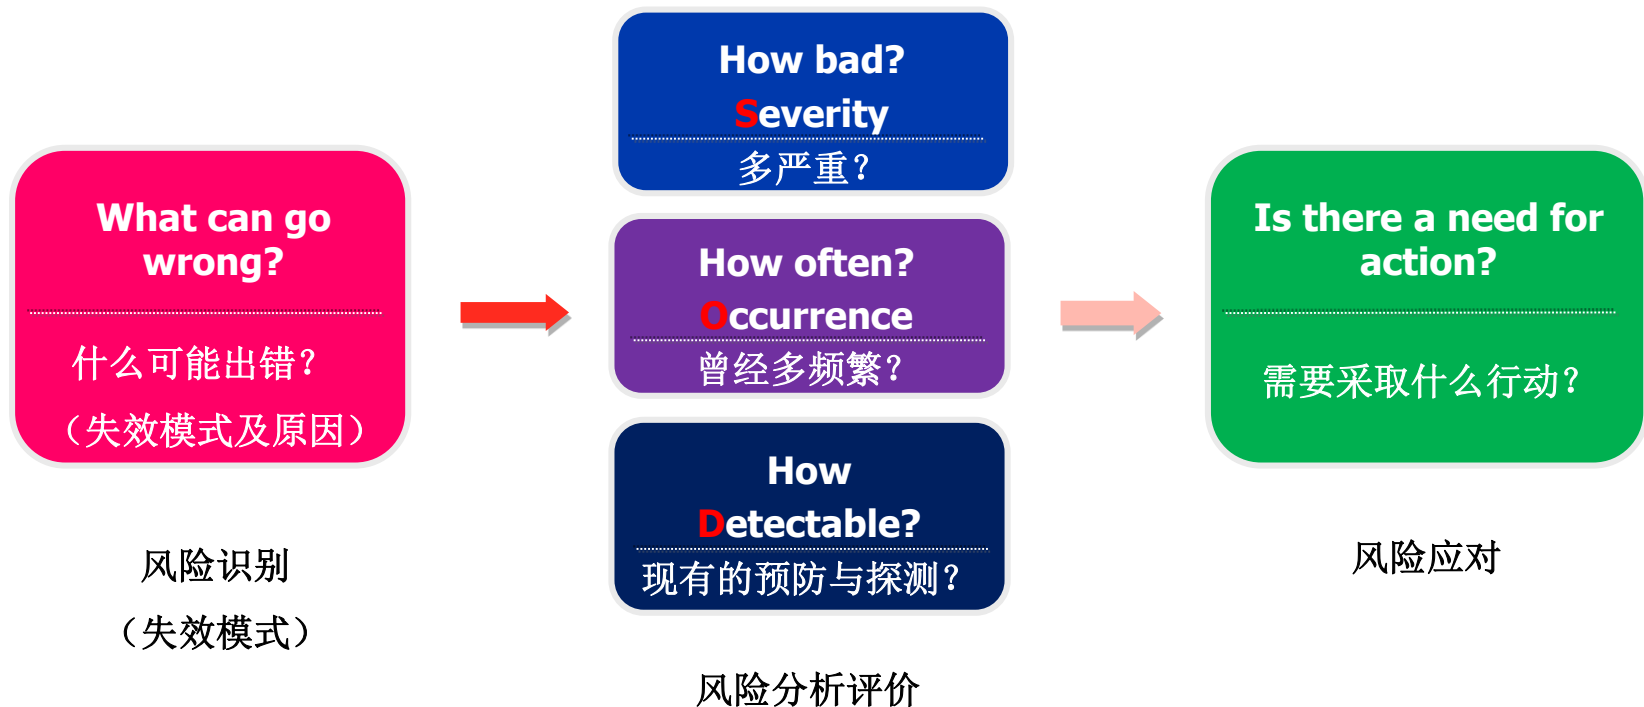 What can go
wrong?
什么可能出错？
（失效模式及原因）
风险识别
（失效模式）
How bad?
Severity
多严重？
How often?
Occurrence
曾经多频繁？
How
Detectable?
现有的预防与探测？
风险分析评价
Is there a need for
action?
需要采取什么行动？
风险应对